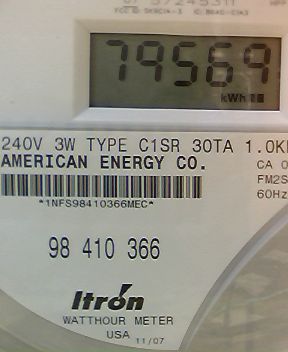 79569
kWh
240V 3W TYPE C1SR 30TA 1.0K
AMERICAN ENERGY CO.
CA 0
FM2S
60Hz
*1NFS98410366MEC*
98 410 366
Itron
WATTHOUR METER
USA 11/07